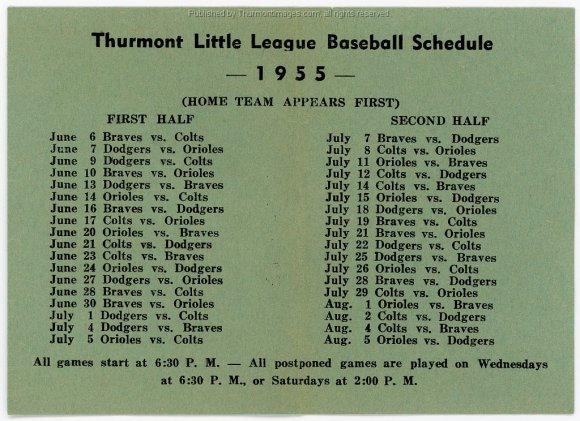 Published by Thurmontimages.com, all rights reserved.
Thurmont Little League Baseball Schedule
— 1955 —
(HOME TEAM APPEARS FIRST)
FIRST HALF
June 6 Braves vs. Colts
June 7 Dodgers vs. Orioles
June 9 Dodgers vs. Colts
June 10 Braves vs. Orioles
June 13 Dodgers vs. Braves
June 14 Orioles vs. Colts
June 16 Braves vs. Dodgers
June 17 Colts vs. Orioles
June 20 Orioles vs. Braves
June 21 Colts vs. Dodgers
June 23 Colts vs. Braves
June 24 Orioles vs. Dodgers
June 27 Dodgers vs. Orioles
June 28 Braves vs. Colts
June 30 Braves vs. Orioles
July 1 Dodgers vs. Colts
July 4 Dodgers vs. Braves
July 5 Orioles vs. Colts
SECOND HALF
July 7 Braves vs. Dodgers
July 8 Colts vs. Orioles
July 11 Orioles vs. Braves
July 12 Colts vs. Dodgers
July 14 Colts vs. Braves
July 15 Orioles vs. Dodgers
July 18 Dodgers vs. Orioles
July 19 Braves vs. Colts
July 21 Braves vs. Orioles
July 22 Dodgers vs. Colts
July 25 Dodgers vs. Braves
July 26 Orioles vs. Colts
July 28 Braves vs. Dodgers
July 29 Colts vs. Orioles
Aug. 1 Orioles vs. Braves
Aug. 2 Colts vs. Dodgers
Aug. 4 Colts vs. Braves
Aug. 5 Orioles vs. Dodgers
All games start at 6:30 P. M. — All postponed games are played on Wednesdays
at 6:30 P. M., or Saturdays at 2:00 P. M.